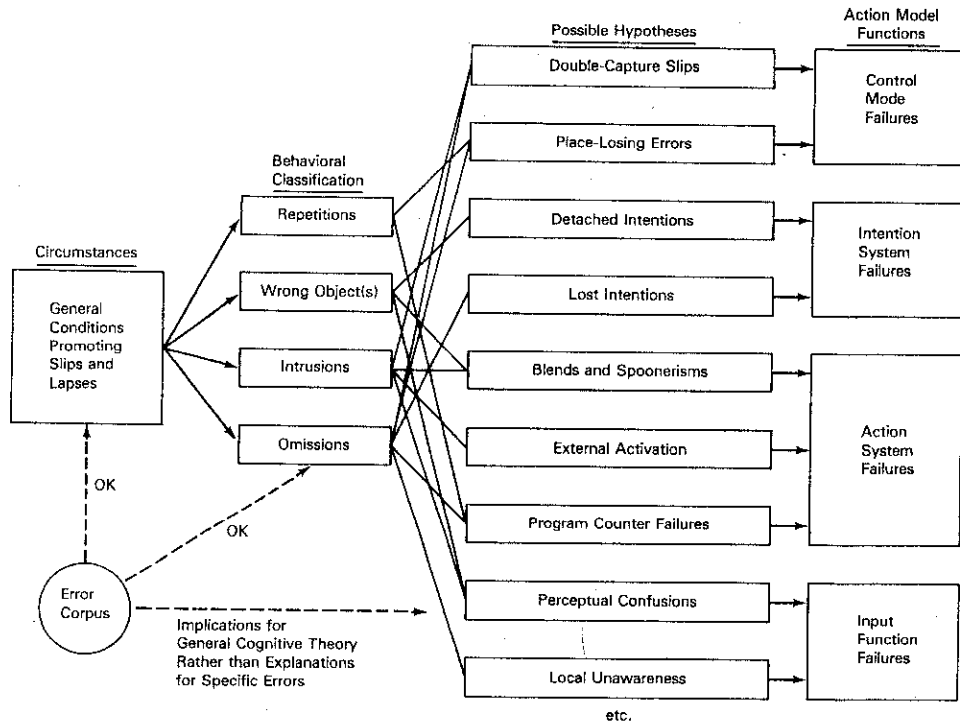 Possible Hypotheses
Action Model
Functions
Double-Capture Slips
Control
Mode
Failures
Place-Losing Errors
Behavioral
Classification
Repetitions
Detached Intentions
Intention
System
Failures
Circumstances
Wrong Object(s)
Lost Intentions
General
Conditions
Promoting
Slips and
Lapses
Intrusions
Blends and Spoonerisms
Omissions
External Activation
Action
System
Failures
OK
OK
Program Counter Failures
Error
Corpus
Perceptual Confusions
Input
Function
Failures
Implications for
General Cognitive Theory
Rather than Explanations
for Specific Errors
Local Unawareness
etc.